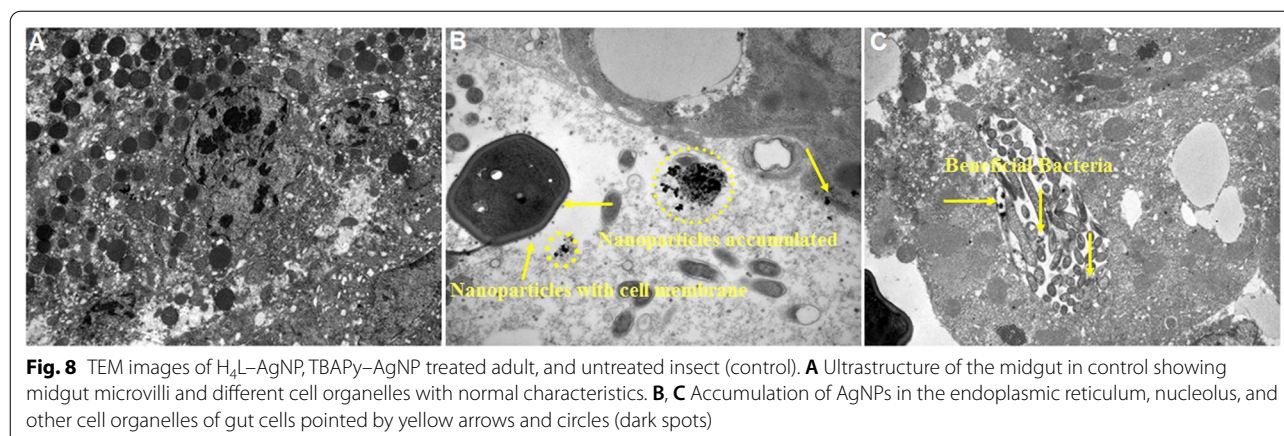 A
B
C
Beneficial Bacteria
Nanoparticles accumulated
Nanoparticles with cell membrane
Fig. 8 TEM images of H₄L–AgNP, TBAPy–AgNP treated adult, and untreated insect (control). A Ultrastructure of the midgut in control showing
midgut microvilli and different cell organelles with normal characteristics. B, C Accumulation of AgNPs in the endoplasmic reticulum, nucleolus, and
other cell organelles of gut cells pointed by yellow arrows and circles (dark spots)